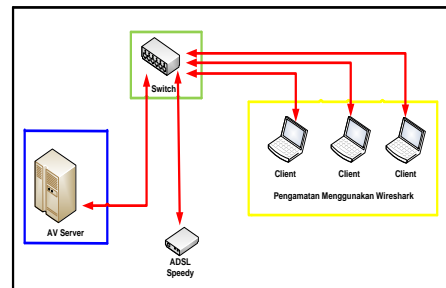 Switch
Client
Client
Client
Pengamatan Menggunakan Wireshark
AV Server
ADSL
Speedy